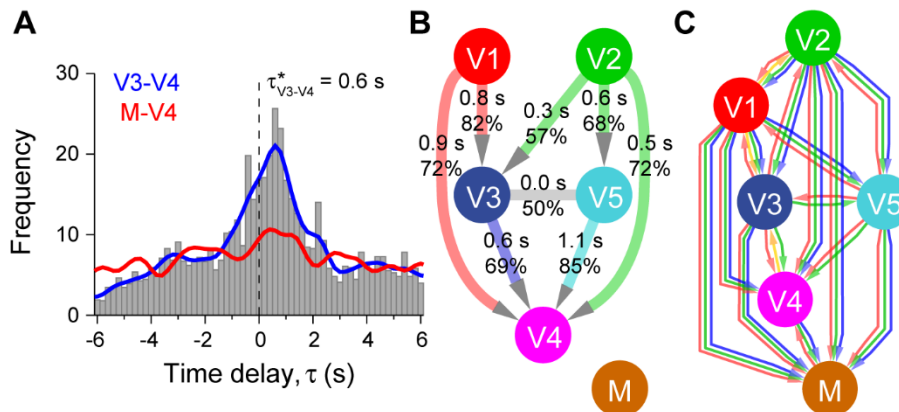 A
B
C
V3-V4
M-V4
τ*V3-V4 = 0.6 s
Frequency
30
20
10
0
-6
-4
-2
0
2
4
6
Time delay, τ (s)
V1
V2
0.8 s
82%
0.3 s
57%
0.6 s
68%
0.9 s
72%
0.5 s
72%
V3
0.0 s
50%
V5
0.6 s
69%
1.1 s
85%
V4
M
V2
V1
V3
V5
V4
M